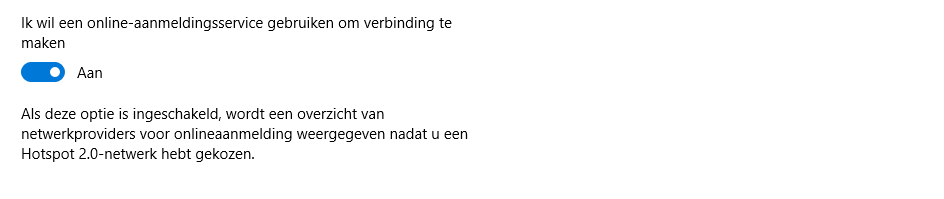 Ik wil een online-aanmeldingsservice gebruiken om verbinding te
maken
Aan
Als deze optie is ingeschakeld, wordt een overzicht van
netwerkproviders voor onlineaanmelding weergegeven nadat u een
Hotspot 2.0-netwerk hebt gekozen.